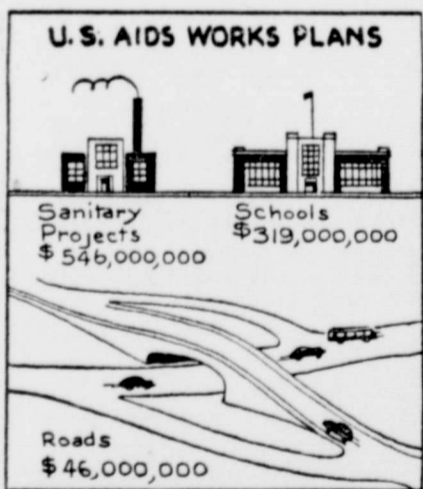 U.S. AIDS WORKS PLANS
Sanitary
Projects
$546,000,000
Schools
$319,000,000
Roads
$46,000,000